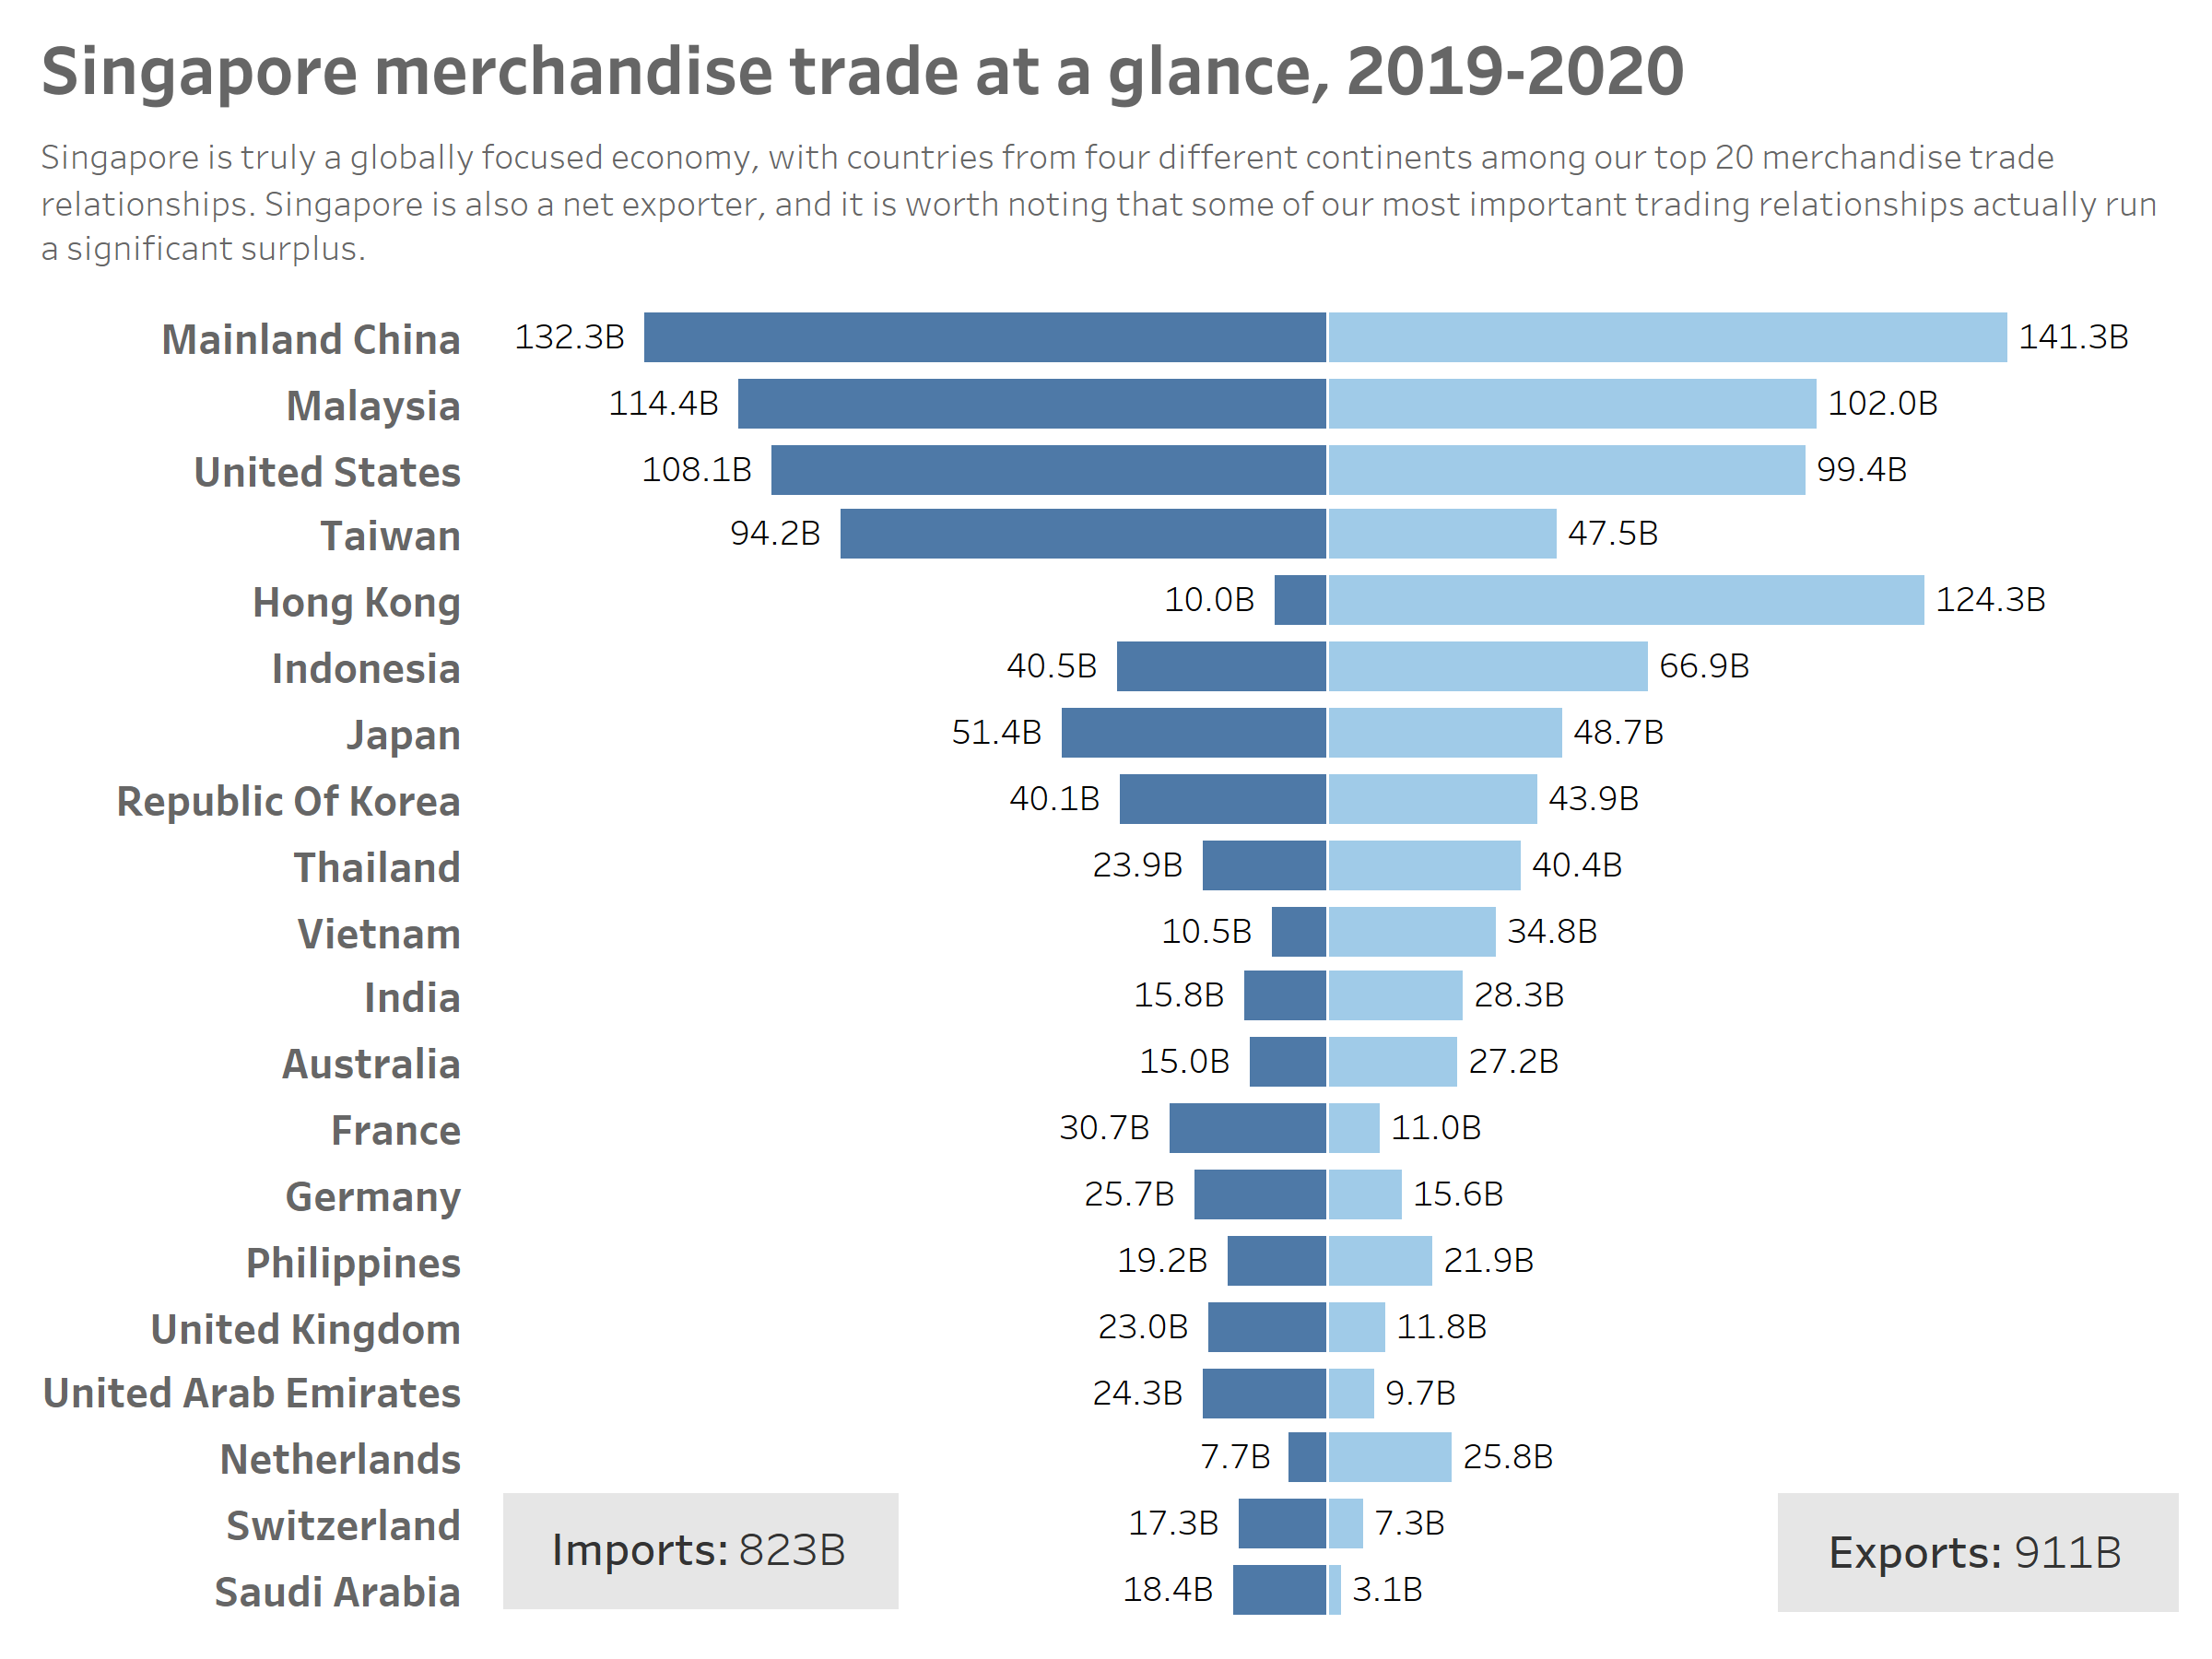 Singapore merchandise trade at a glance, 2019-2020
Singapore is truly a globally focused economy, with countries from four different continents among our top 20 merchandise trade
relationships. Singapore is also a net exporter, and it is worth noting that some of our most important trading relationships actually run
a significant surplus.
Mainland China 132.3B 141.3B
Malaysia 114.4B 102.0B
United States 108.1B 99.4B
Taiwan 94.2B 47.5B
Hong Kong 10.0B 124.3B
Indonesia 40.5B 66.9B
Japan 51.4B 48.7B
Republic Of Korea 40.1B 43.9B
Thailand 23.9B 40.4B
Vietnam 10.5B 34.8B
India 15.8B 28.3B
Australia 15.0B 27.2B
France 30.7B 11.0B
Germany 25.7B 15.6B
Philippines 19.2B 21.9B
United Kingdom 23.0B 11.8B
United Arab Emirates 24.3B 9.7B
Netherlands 7.7B 25.8B
Switzerland 17.3B 7.3B
Imports: 823B Exports: 911B
Saudi Arabia 18.4B 3.1B